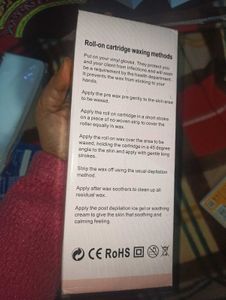 Roll-on cartridge waxing methods
Put on your vinyl gloves. They protect you
and your client from infections and will soon
be a requirement by the health department.
It prevents the wax from sticking to your
hands.
Apply the pre wax pre gently to the skin area
to be waxed.
Apply the roll on cartridge in a short stroke
on a piece of no woven strip to cover the
roller equally in wax.
Apply the roll on wax over the area to be
waxed, holding the cartridge in a 45 degree
angle to the skin and apply with gentle long
strokes.
Strip the wax off using the usual depilation
method.
Apply after wax soothers to clean up all
residual wax.
Apply the post depilation ice gel or soothing
cream to give the skin that soothing and
calming feeling.
CE RoHS